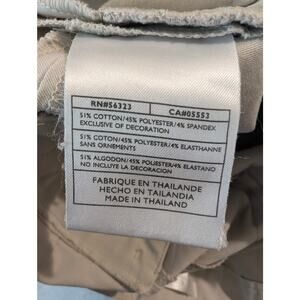 RN#56323 CA#05553
51% COTTON/45% POLYESTER/4% SPANDEX
EXCLUSIVE OF DECORATION
51% COTON/45% POLYESTER/4% ELASTHANNE
SANS ORNEMENTS
51% ALGODON/45% POLIESTER/4% ELASTANO
NO INCLUYE LA DECORACION
FABRIQUE EN THAILANDE
HECHO EN TAILANDIA
MADE IN THAILAND